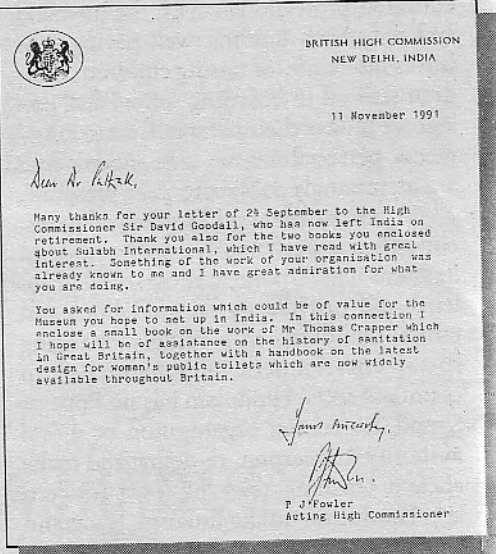 BRITISH HIGH COMMISSION
NEW DELHI, INDIA
11 November 1991
Dear Dr Pathak,
Many thanks for your letter of 24 September to the High
Commissioner Sir David Goodall, who has now left India on
retirement. Thank you also for the two books you enclosed
about Sulabh International, which I have read with great
interest. Something of the work of your organisation was
already known to me and I have great admiration for what
you are doing.
You asked for information which could be of value for the
Museum you hope to set up in India. In this connection I
enclose a small book on the work of Mr Thomas Crapper which
I hope will be of assistance on the history of sanitation
in Great Britain, together with a handbook on the latest
design for women's public toilets which are now widely
available throughout Britain.
Yours sincerely,
P J Fowler
Acting High Commissioner